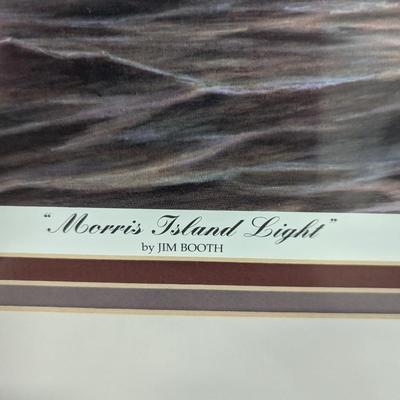 "Morris Island Light"
by JIM BOOTH